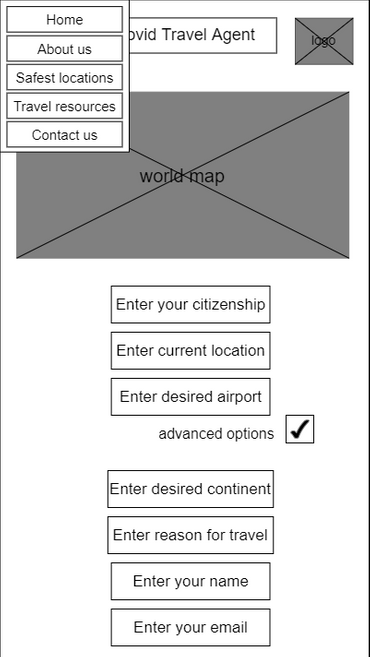 Home
ovid Travel Agent
logo
About us
Safest locations
Travel resources
Contact us
world map
Enter your citizenship
Enter current location
Enter desired airport
advanced options
Enter desired continent
Enter reason for travel
Enter your name
Enter your email